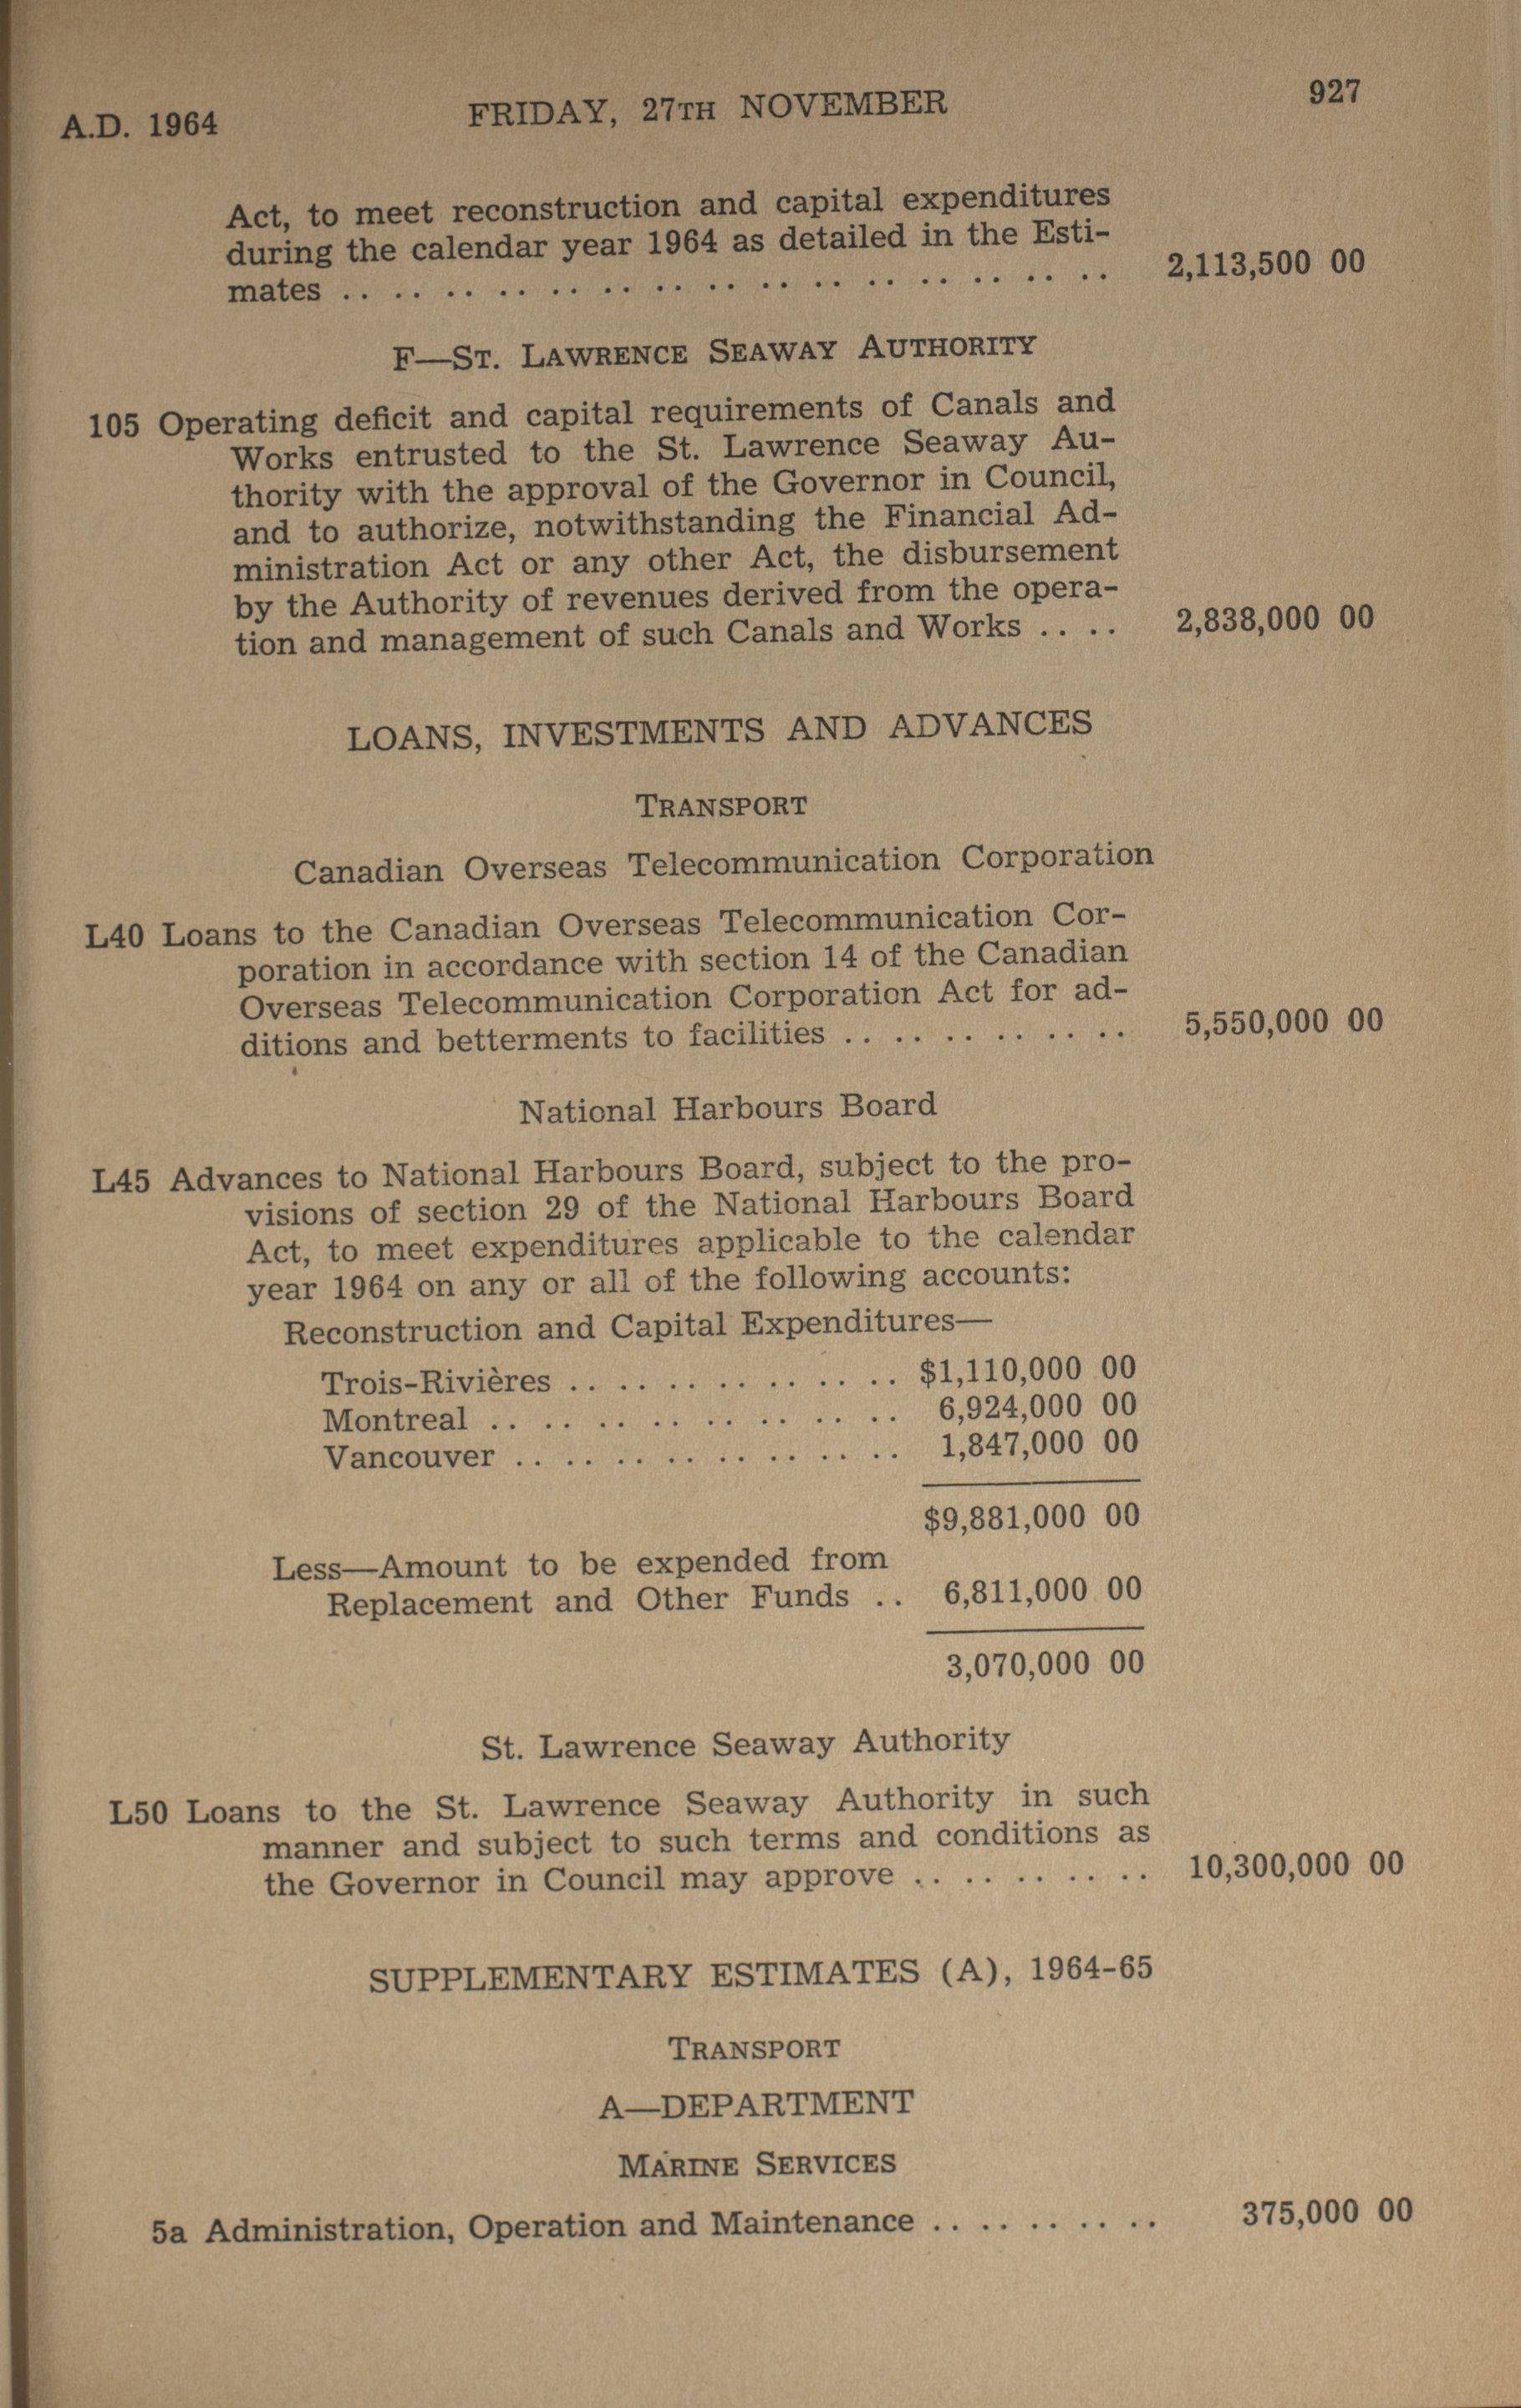 A.D. 1964 FRIDAY, 27TH NOVEMBER 927
Act, to meet reconstruction and capital expenditures
during the calendar year 1964 as detailed in the Esti-
mates .. .. .. .. .. .. .. .. .. .. .. .. .. .. .. 2,113,500 00
F—ST. LAWRENCE SEAWAY AUTHORITY
105 Operating deficit and capital requirements of Canals and
Works entrusted to the St. Lawrence Seaway Au-
thority with the approval of the Governor in Council,
and to authorize, notwithstanding the Financial Ad-
ministration Act or any other Act, the disbursement
by the Authority of revenues derived from the opera-
tion and management of such Canals and Works .. .. 2,838,000 00
LOANS, INVESTMENTS AND ADVANCES
TRANSPORT
Canadian Overseas Telecommunication Corporation
L40 Loans to the Canadian Overseas Telecommunication Cor-
poration in accordance with section 14 of the Canadian
Overseas Telecommunication Corporation Act for ad-
ditions and betterments to facilities .. .. .. .. .. .. 5,550,000 00
National Harbours Board
L45 Advances to National Harbours Board, subject to the pro-
visions of section 29 of the National Harbours Board
Act, to meet expenditures applicable to the calendar
year 1964 on any or all of the following accounts:
Reconstruction and Capital Expenditures—
Trois-Rivières .. .. .. .. .. .. .. $1,110,000 00
Montreal .. .. .. .. .. .. .. .. 6,924,000 00
Vancouver .. .. .. .. .. .. .. .. 1,847,000 00
$9,881,000 00
Less—Amount to be expended from
Replacement and Other Funds .. 6,811,000 00
3,070,000 00
St. Lawrence Seaway Authority
L50 Loans to the St. Lawrence Seaway Authority in such
manner and subject to such terms and conditions as
the Governor in Council may approve .. .. .. .. .. 10,300,000 00
SUPPLEMENTARY ESTIMATES (A), 1964-65
TRANSPORT
A—DEPARTMENT
MARINE SERVICES
5a Administration, Operation and Maintenance .. .. .. .. .. 375,000 00